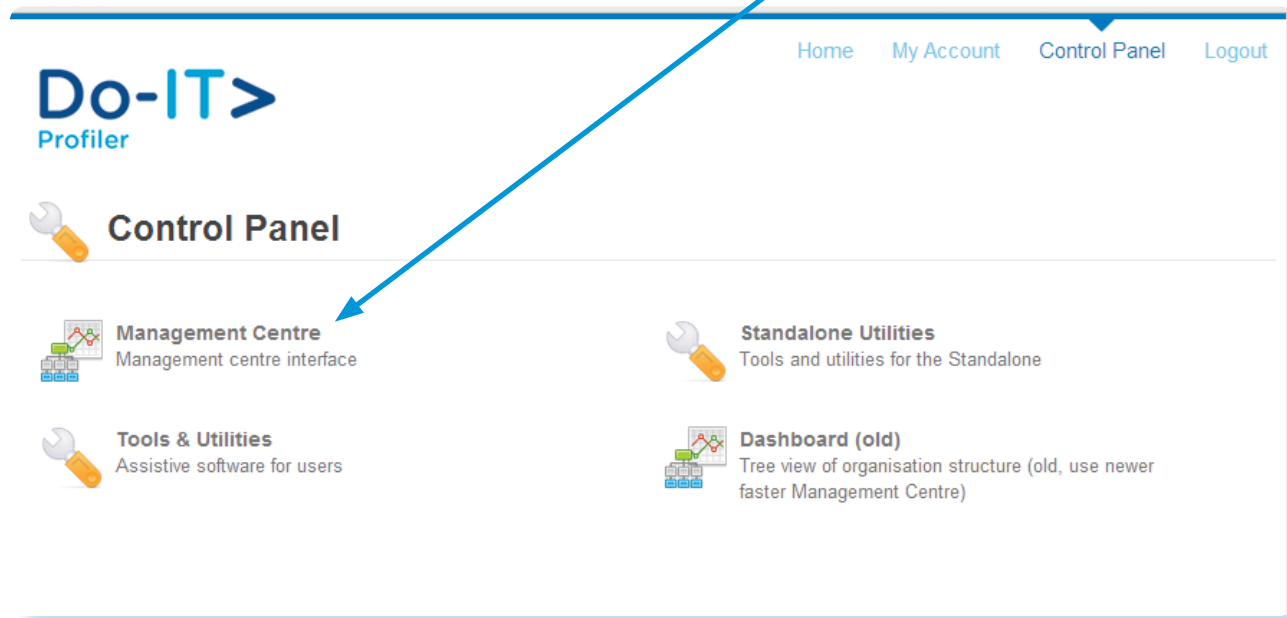 Home My Account Control Panel Logout
Do-IT>
Profiler
Control Panel
Management Centre
Management centre interface
Standalone Utilities
Tools and utilities for the Standalone
Tools & Utilities
Assistive software for users
Dashboard (old)
Tree view of organisation structure (old, use newer
faster Management Centre)